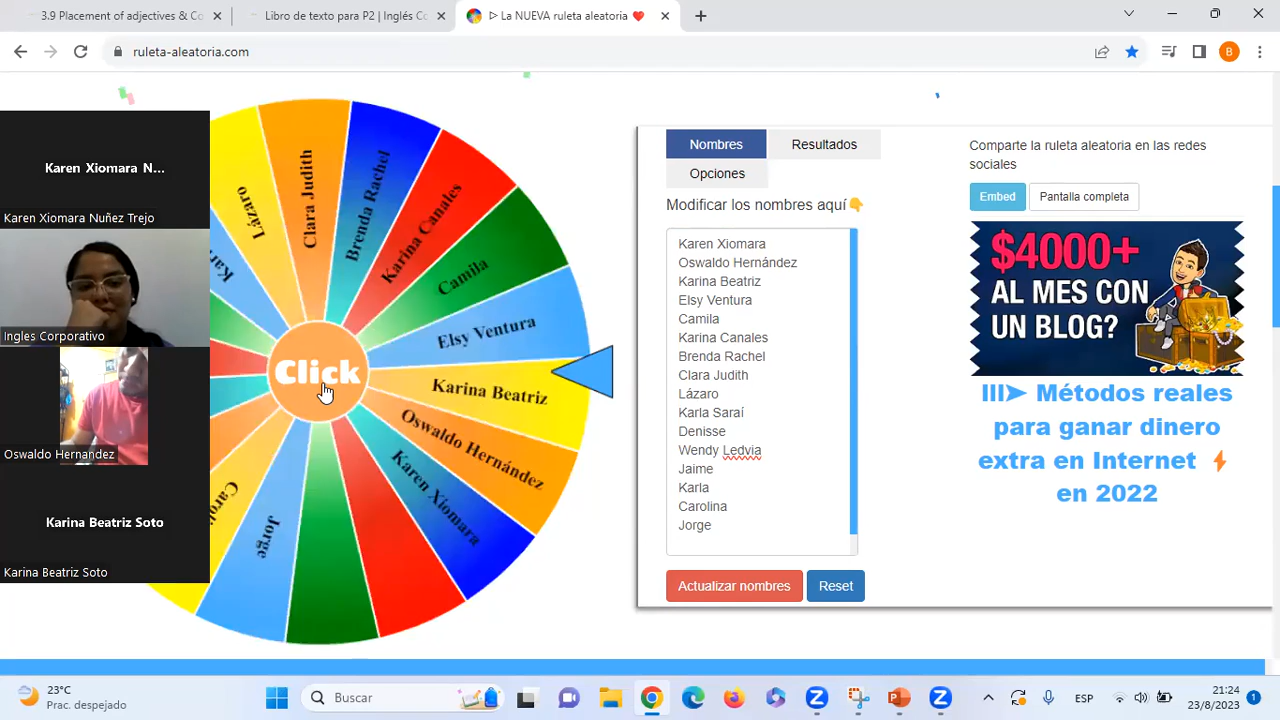 3.9 Placement of adjectives & Co
Libro de texto para P2 | Inglés Co
▷ La NUEVA ruleta aleatoria ❤️
ruleta-aleatoria.com
B
Karen Xiomara N...
Karen Xiomara Nuñez Trejo
Ingles Corporativo
Oswaldo Hernandez
Karina Beatriz Soto
Karina Beatriz Soto
Lázaro
Clara Judith
Brenda Rachel
Karina Canales
Camila
Elsy Ventura
Karina Beatriz
Oswaldo Hernández
Karen Xiomara
Jorge
Click
Nombres
Resultados
Opciones
Modificar los nombres aquí👇
Karen Xiomara
Oswaldo Hernández
Karina Beatriz
Elsy Ventura
Camila
Karina Canales
Brenda Rachel
Clara Judith
Lázaro
Karla Saraí
Denisse
Wendy Ledvia
Jaime
Karla
Carolina
Jorge
Actualizar nombres
Reset
Comparte la ruleta aleatoria en las redes
sociales
Embed
Pantalla completa
$4000+
AL MES CON
UN BLOG?
III➤ Métodos reales
para ganar dinero
extra en Internet ⚡
en 2022
23°C
Prac. despejado
Buscar
ESP
21:24
23/8/2023
1